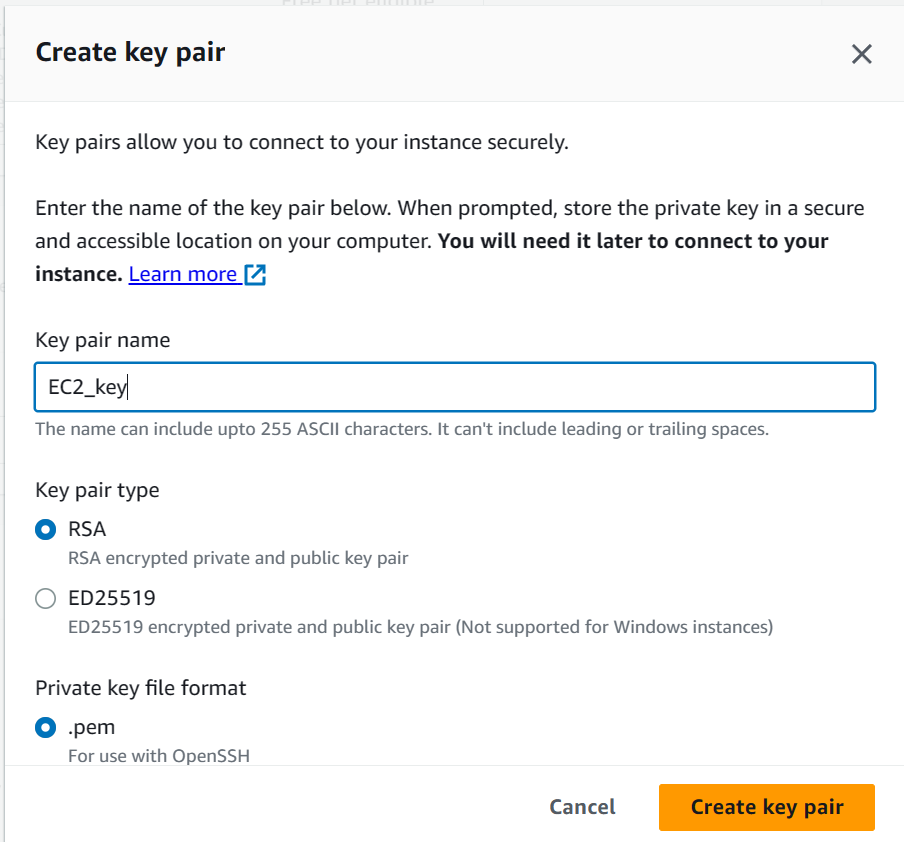 Free tier eligible
Create key pair
Key pairs allow you to connect to your instance securely.
Enter the name of the key pair below. When prompted, store the private key in a secure
and accessible location on your computer. You will need it later to connect to your
instance. Learn more
Key pair name
EC2_key
The name can include upto 255 ASCII characters. It can't include leading or trailing spaces.
Key pair type
RSA
RSA encrypted private and public key pair
ED25519
ED25519 encrypted private and public key pair (Not supported for Windows instances)
Private key file format
.pem
For use with OpenSSH
Cancel
Create key pair